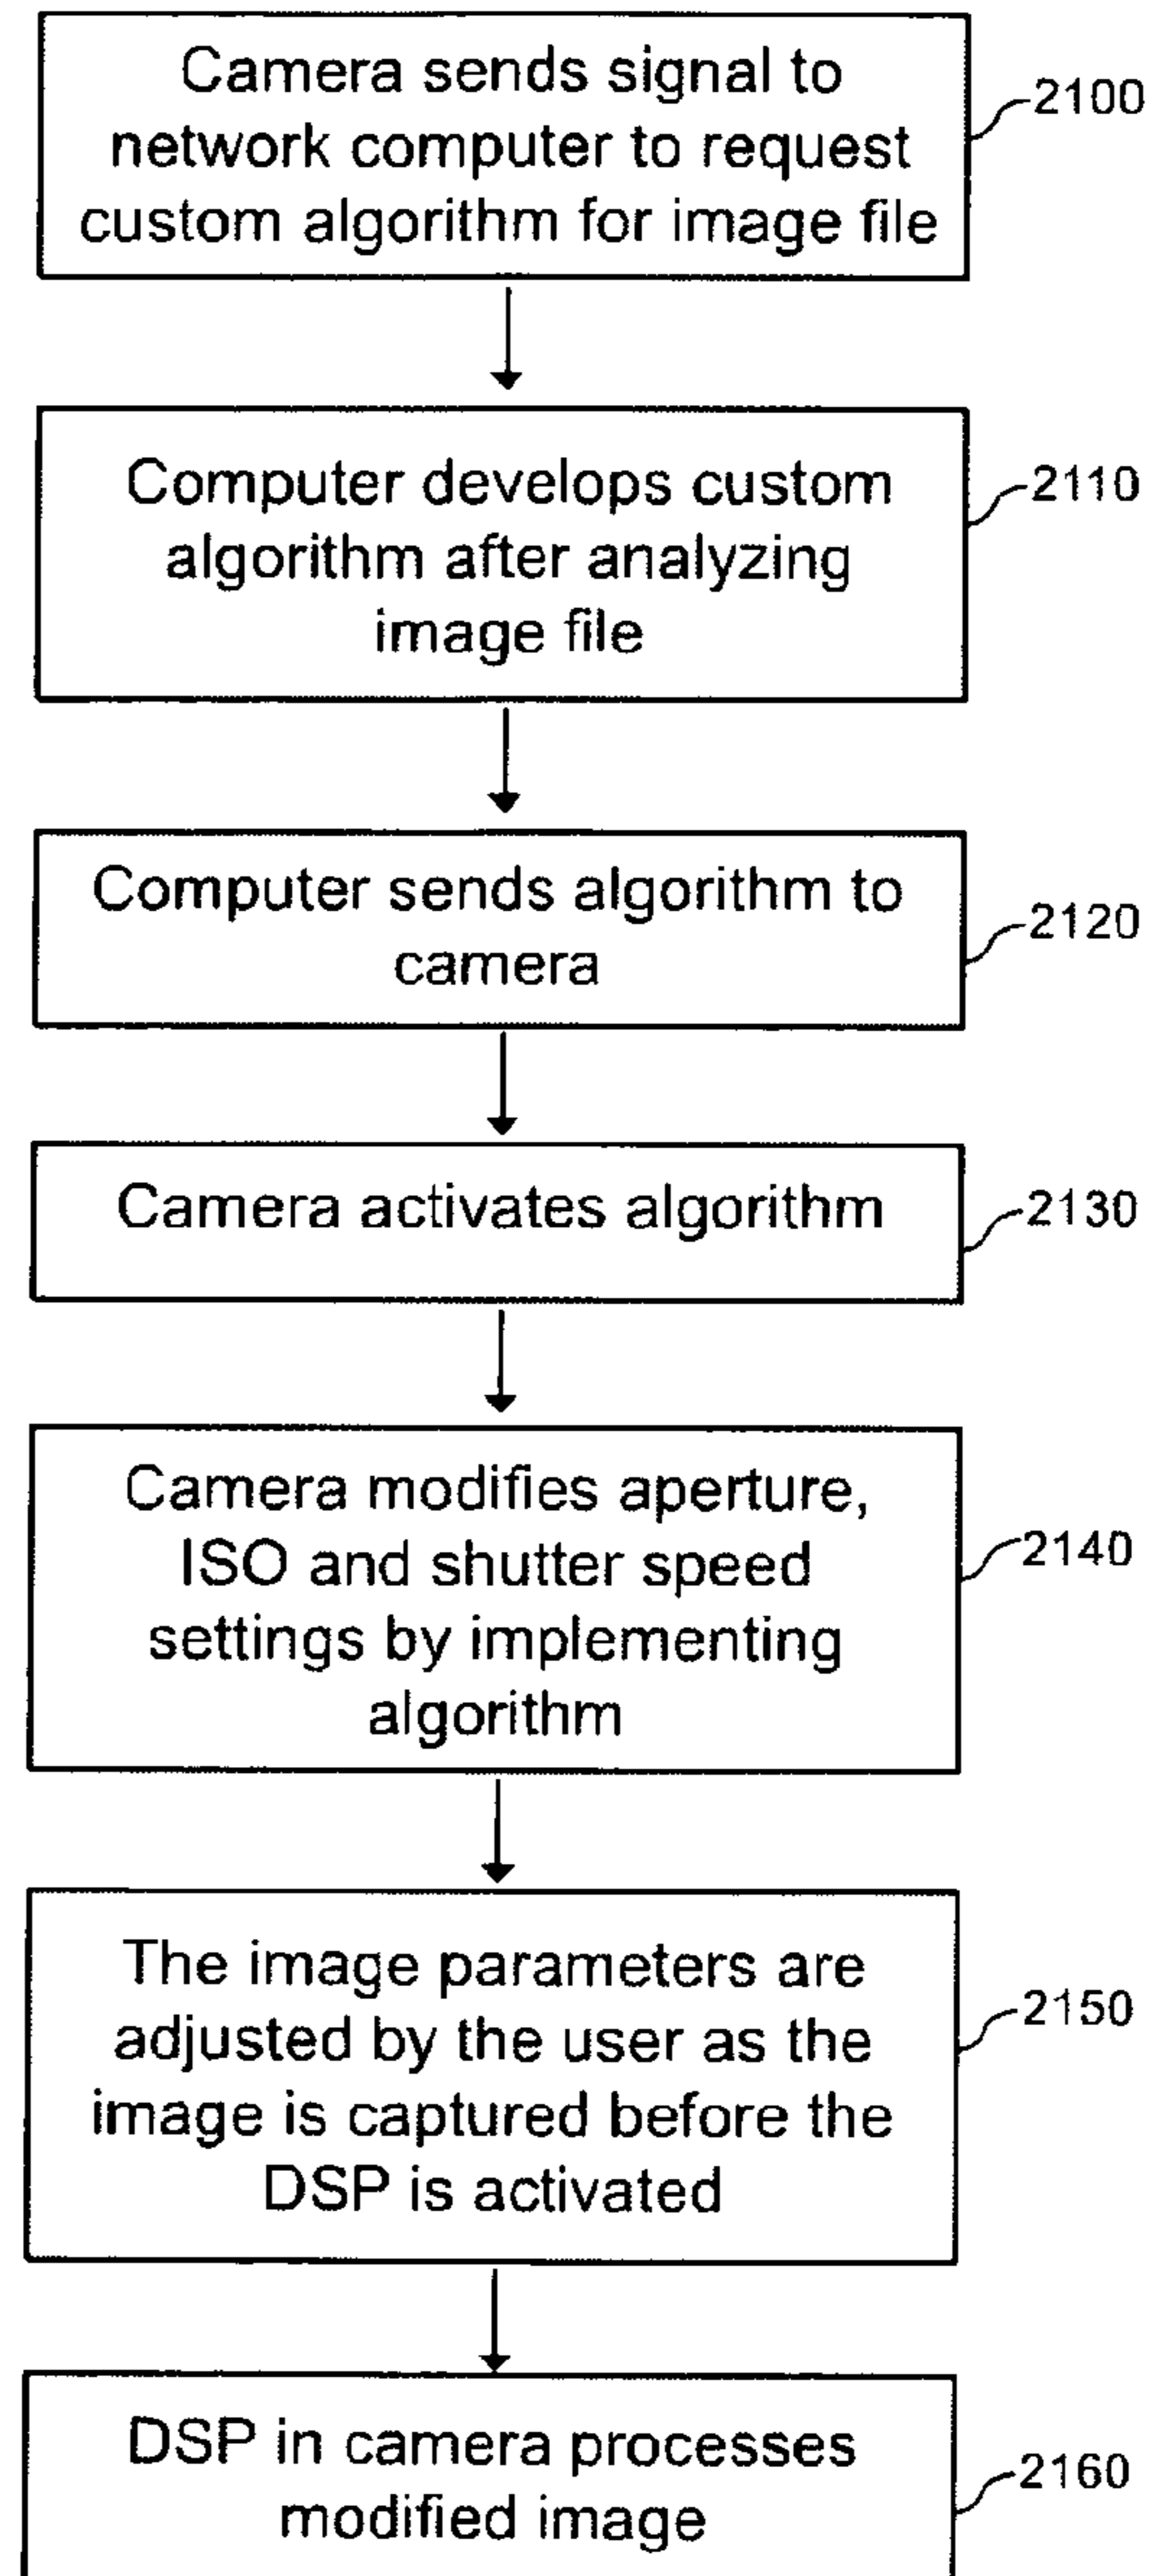 Camera sends signal to
network computer to request
custom algorithm for image file
2100
Computer develops custom
algorithm after analyzing
image file
2110
Computer sends algorithm to
camera
2120
Camera activates algorithm
2130
Camera modifies aperture,
ISO and shutter speed
settings by implementing
algorithm
2140
The image parameters are
adjusted by the user as the
image is captured before the
DSP is activated
2150
DSP in camera processes
modified image
2160